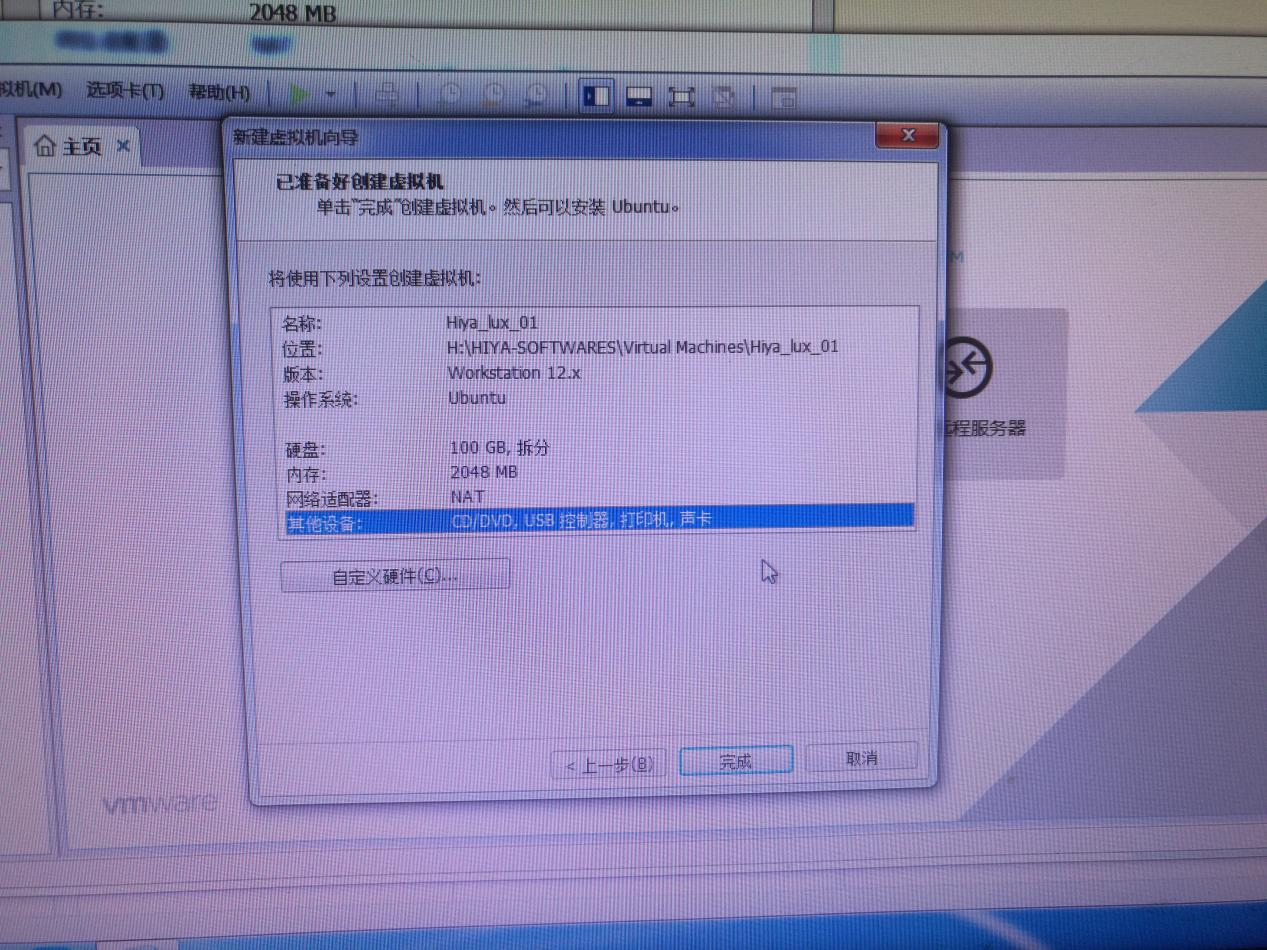 内存: 2048 MB
拟机(M) 选项卡(T) 帮助(H)
主页
新建虚拟机向导
已准备好创建虚拟机
单击"完成"创建虚拟机。然后可以安装 Ubuntu。
将使用下列设置创建虚拟机:
名称: Hiya_lux_01
位置: H:\HIYA-SOFTWARES\Virtual Machines\Hiya_lux_01
版本: Workstation 12.x
操作系统: Ubuntu
硬盘: 100 GB, 拆分
内存: 2048 MB
网络适配器: NAT
其他设备: CD/DVD, USB 控制器, 打印机, 声卡
自定义硬件(C)...
< 上一步(B) 完成 取消
M
程服务器
vmware